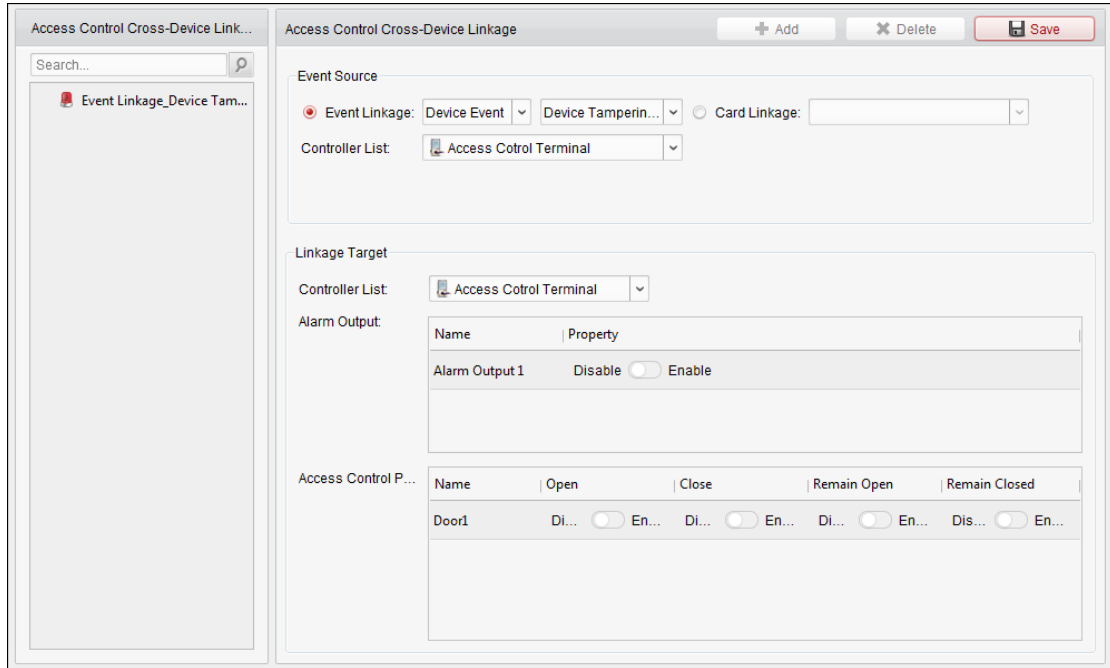 Access Control Cross-Device Link...
Search...
Event Linkage_Device Tam...
Access Control Cross-Device Linkage
Add
Delete
Save
Event Source
Event Linkage: Device Event Device Tamperin... Card Linkage:
Controller List: Access Cotrol Terminal
Linkage Target
Controller List: Access Cotrol Terminal
Alarm Output:
Name Property
Alarm Output 1 Disable Enable
Access Control P...
Name Open Close Remain Open Remain Closed
Door1 Di... En... Di... En... Di... En... Dis... En...